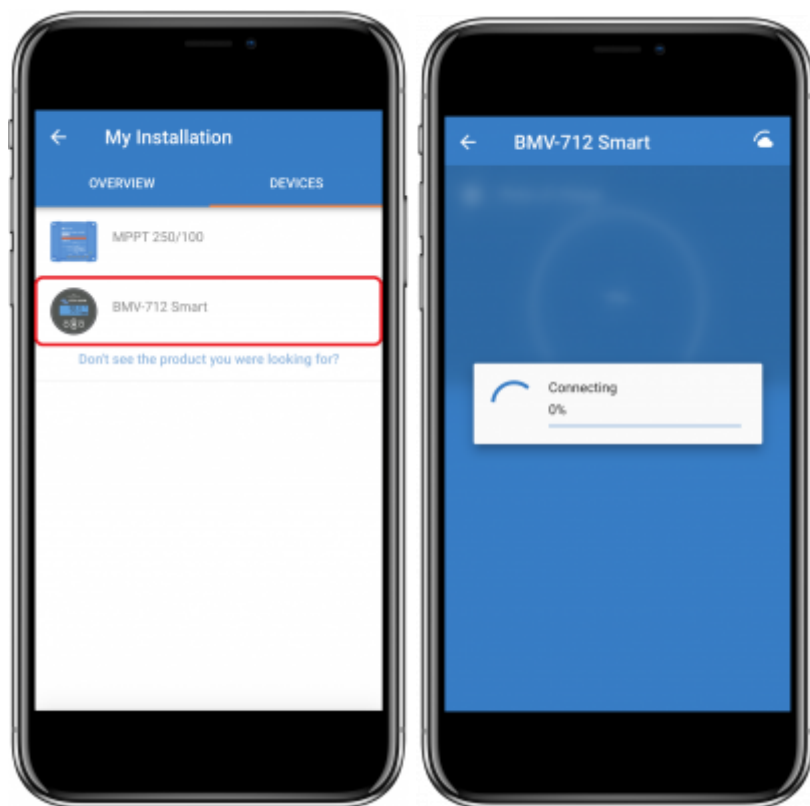 My Installation
OVERVIEW DEVICES
MPPT 250/100
BMV-712 Smart
Don't see the product you were looking for?
BMV-712 Smart
Connecting
0%